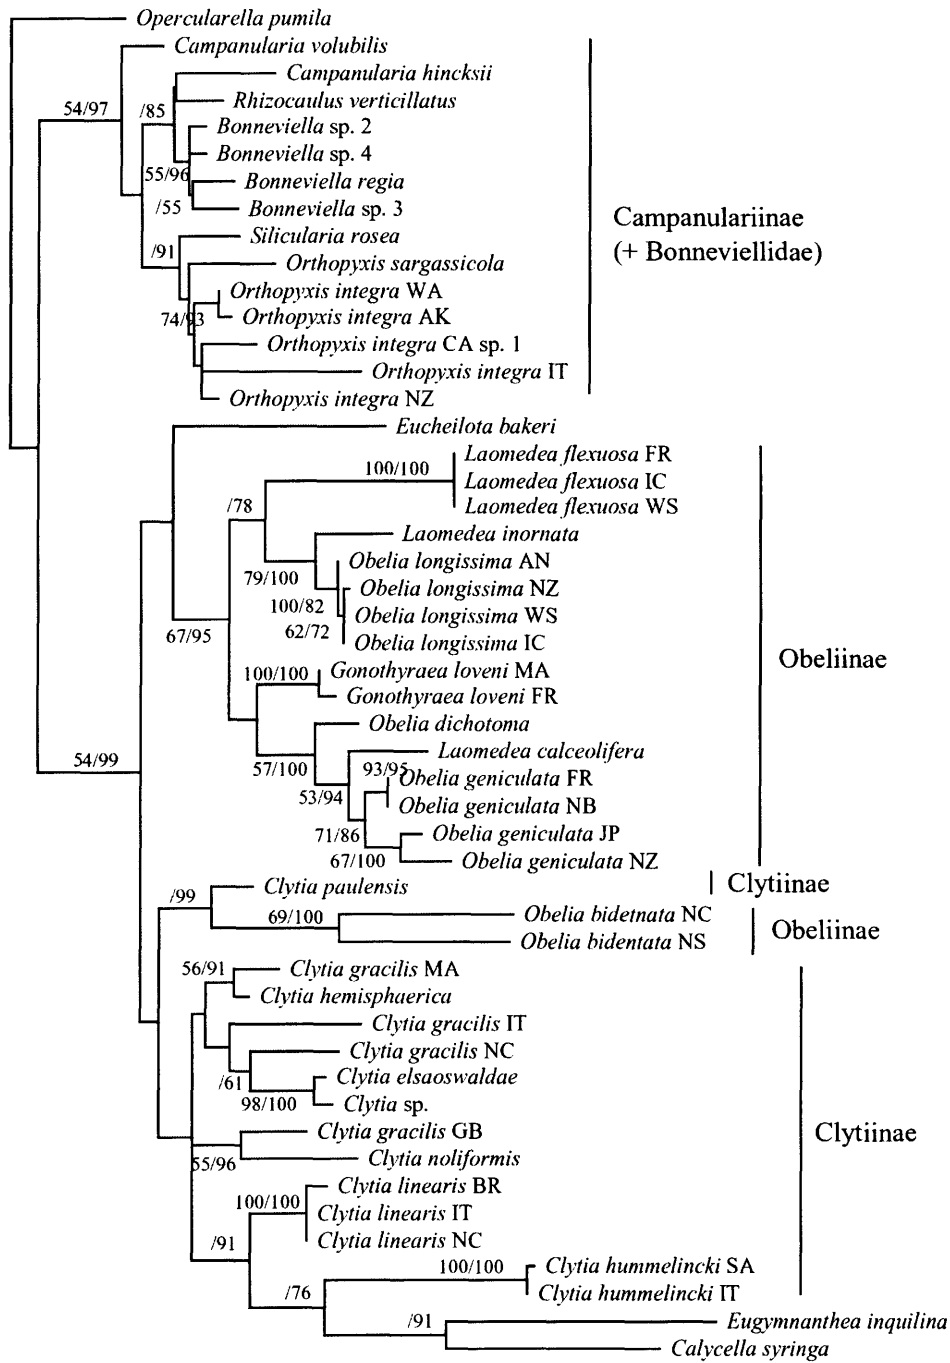 Opercularella pumila
Campanularia volubilis
Campanularia hincksii
54/97
/85
Rhizocaulus verticillatus
Bonneviella sp. 2
Bonneviella sp. 4
55/96
Bonneviella regia
/55
Bonneviella sp. 3
Campanulariinae
(+ Bonneviellidae)
Silicularia rosea
/91
Orthopyxis sargassicola
Orthopyxis integra WA
74/93
Orthopyxis integra AK
Orthopyxis integra CA sp. 1
Orthopyxis integra IT
Orthopyxis integra NZ
Eucheilota bakeri
Laomedea flexuosa FR
100/100
Laomedea flexuosa IC
Laomedea flexuosa WS
/78
Laomedea inornata
Obelia longissima AN
79/100
Obelia longissima NZ
100/82
Obelia longissima WS
62/72
67/95
Obelia longissima IC
Obeliinae
Gonothyraea loveni MA
100/100
Gonothyraea loveni FR
Obelia dichotoma
Laomedea calceolifera
54/99
57/100
93/95
Obelia geniculata FR
53/94
Obelia geniculata NB
Obelia geniculata JP
71/86
67/100
Obelia geniculata NZ
Clytia paulensis
Clytiinae
/99
Obelia bidetnata NC
69/100
Obeliinae
Obelia bidentata NS
56/91
Clytia gracilis MA
Clytia hemisphaerica
Clytia gracilis IT
Clytia gracilis NC
/61
Clytia elsaoswaldae
98/100
Clytia sp.
Clytia gracilis GB
Clytiinae
55/96
Clytia noliformis
Clytia linearis BR
100/100
Clytia linearis IT
Clytia linearis NC
/91
100/100
Clytia hummelincki SA
/76
Clytia hummelincki IT
/91
Eugymnanthea inquilina
Calycella syringa